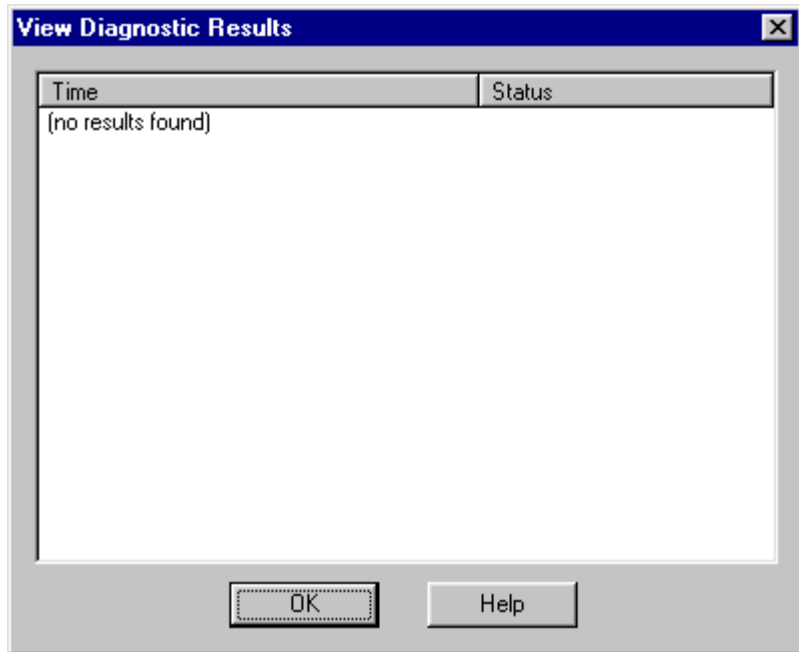 View Diagnostic Results
Time Status
(no results found)
OK Help